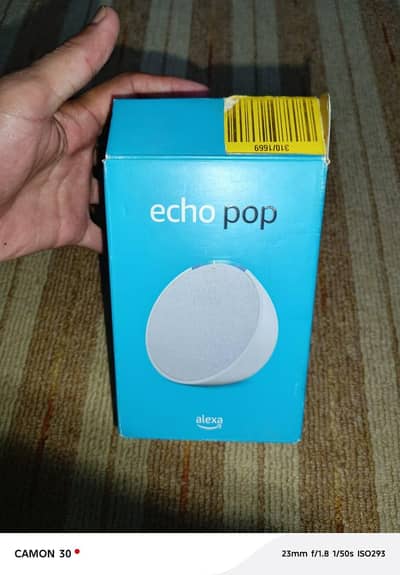 310/1669
echo pop
alexa
CAMON 30
23mm f/1.8 1/50s ISO293